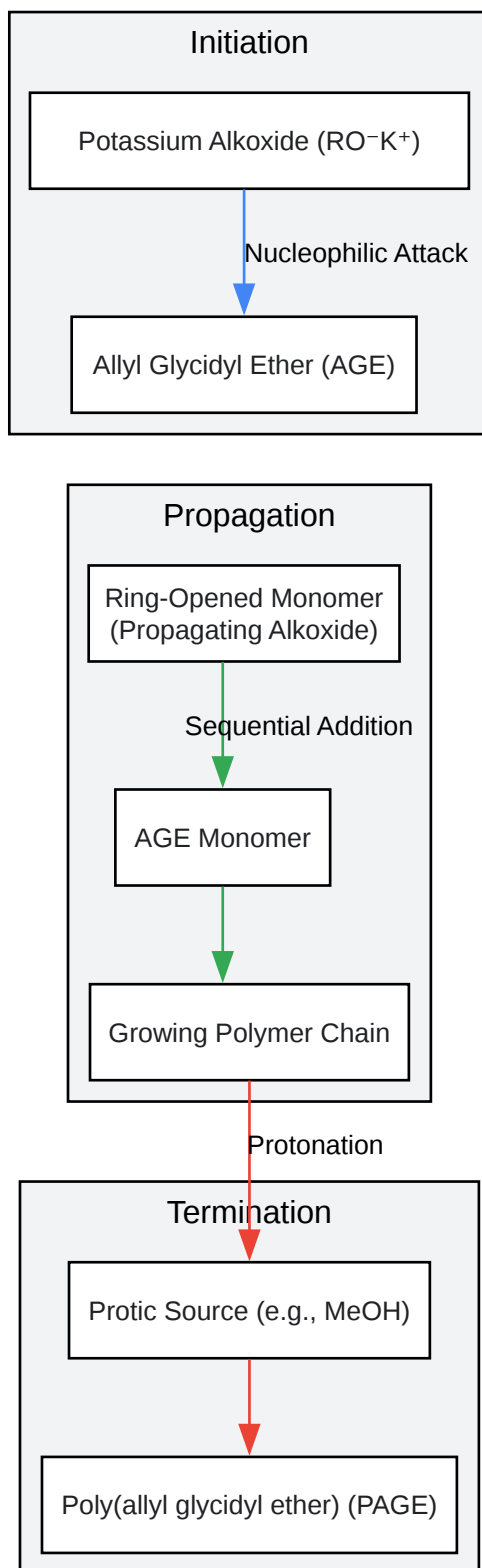 Initiation
Potassium Alkoxide (RO⁻K⁺)
Nucleophilic Attack
Allyl Glycidyl Ether (AGE)
Propagation
Ring-Opened Monomer
(Propagating Alkoxide)
Sequential Addition
AGE Monomer
Growing Polymer Chain
Protonation
Termination
Protic Source (e.g., MeOH)
Poly(allyl glycidyl ether) (PAGE)